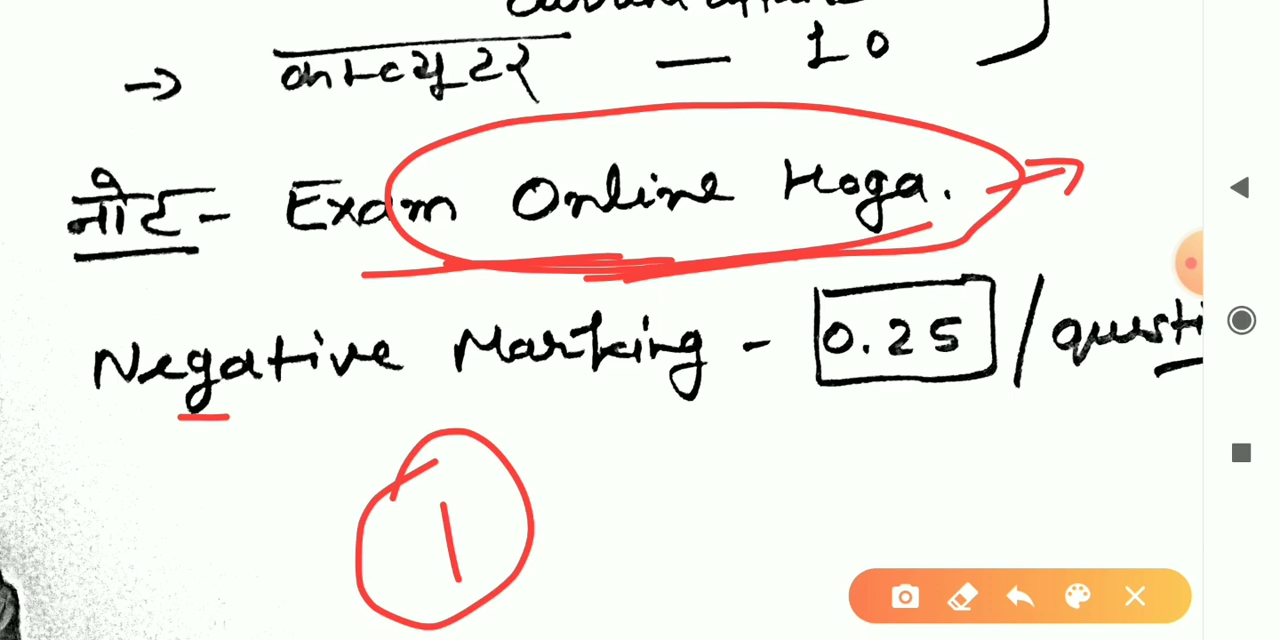 → कम्प्यूटर — 10
नोट- Exam Online Hoga.
Negative Marking - 0.25 / questi
1